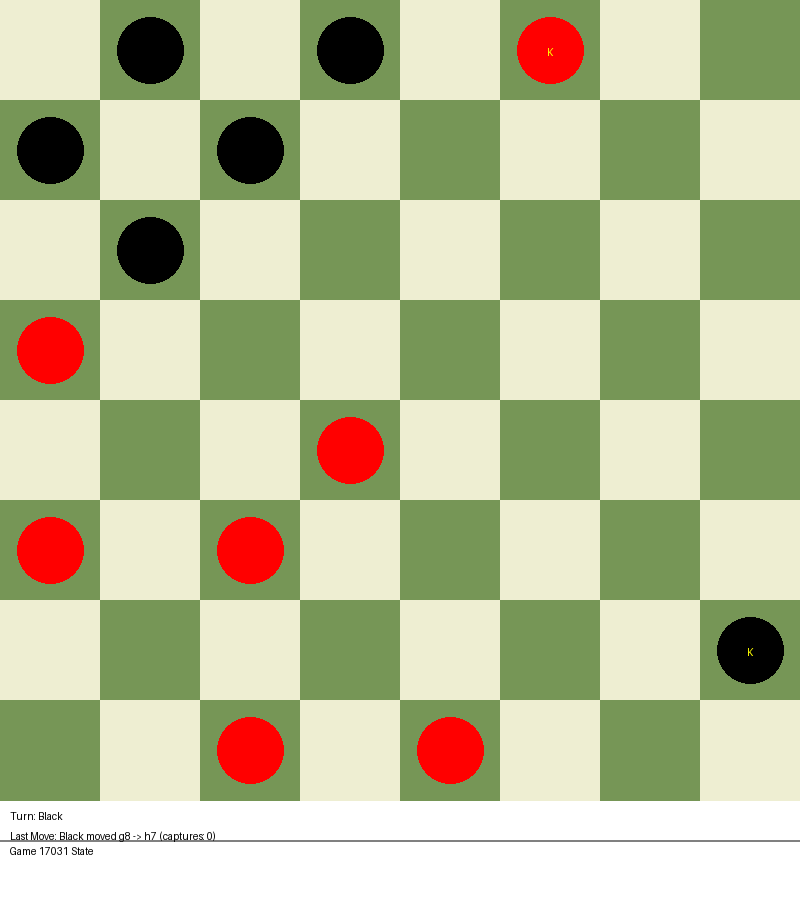 K
K
Turn: Black
Last Move: Black moved g8 -> h7 (captures: 0)
Game 17031 State